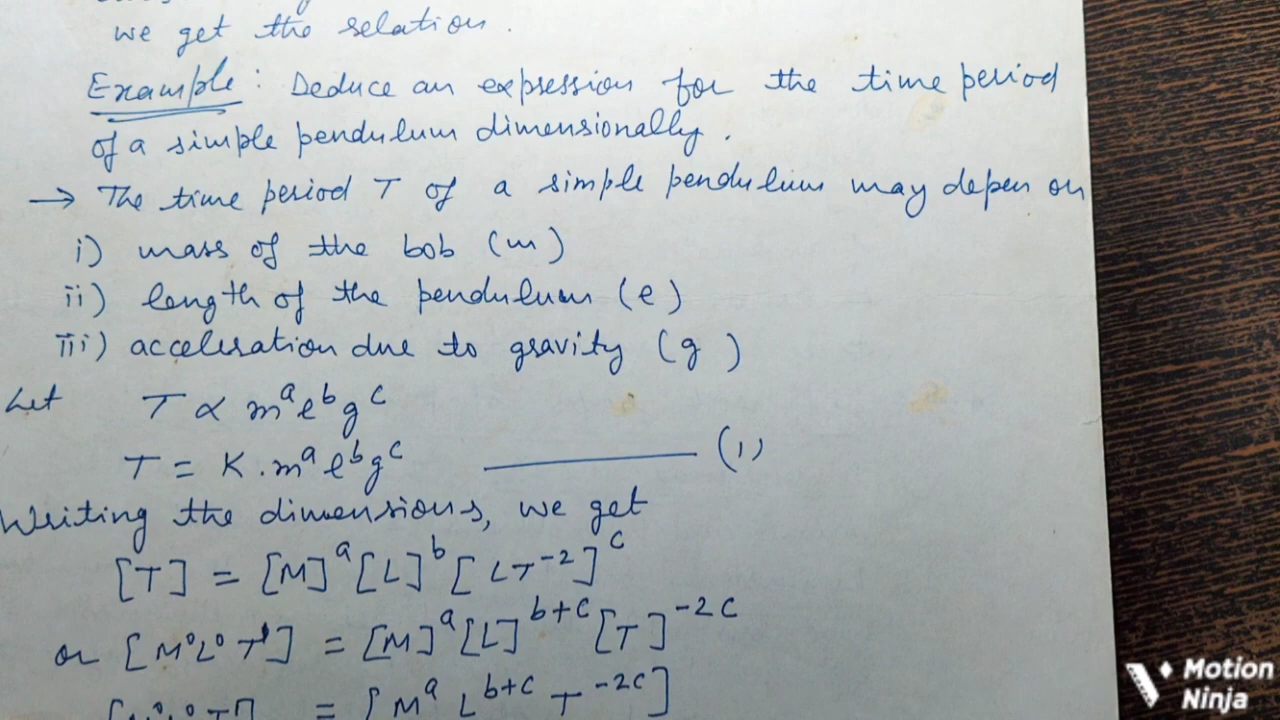 we get the relation.
Example: Deduce an expression for the time period
of a simple pendulum dimensionally.
→ The time period T of a simple pendulum may depen on
i) mass of the bob (m)
ii) length of the pendulum (l)
iii) acceleration due to gravity (g)
Let T ∝ m^a l^b g^c
T = K . m^a l^b g^c ——— (1)
Writing the dimensions, we get
[T] = [M]^a [L]^b [LT^-2]^c
or [M^0 L^0 T^1] = [M]^a [L]^b+c [T]^-2c
= [M^a L^b+c T^-2c]
Motion
Ninja